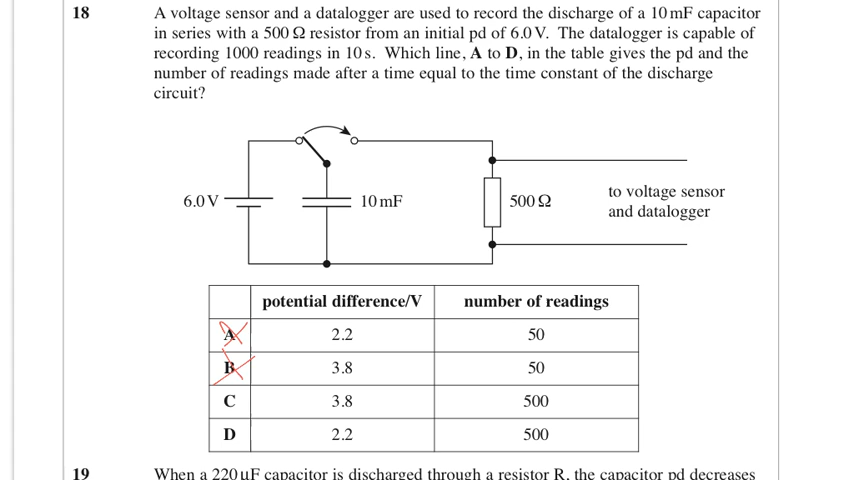 18 A voltage sensor and a datalogger are used to record the discharge of a 10 mF capacitor
in series with a 500 Ω resistor from an initial pd of 6.0 V. The datalogger is capable of
recording 1000 readings in 10 s. Which line, A to D, in the table gives the pd and the
number of readings made after a time equal to the time constant of the discharge
circuit?
6.0 V
10 mF
500 Ω
to voltage sensor
and datalogger
potential difference/V number of readings
A 2.2 50
B 3.8 50
C 3.8 500
D 2.2 500
19 When a 220 μF capacitor is discharged through a resistor R, the capacitor pd decreases